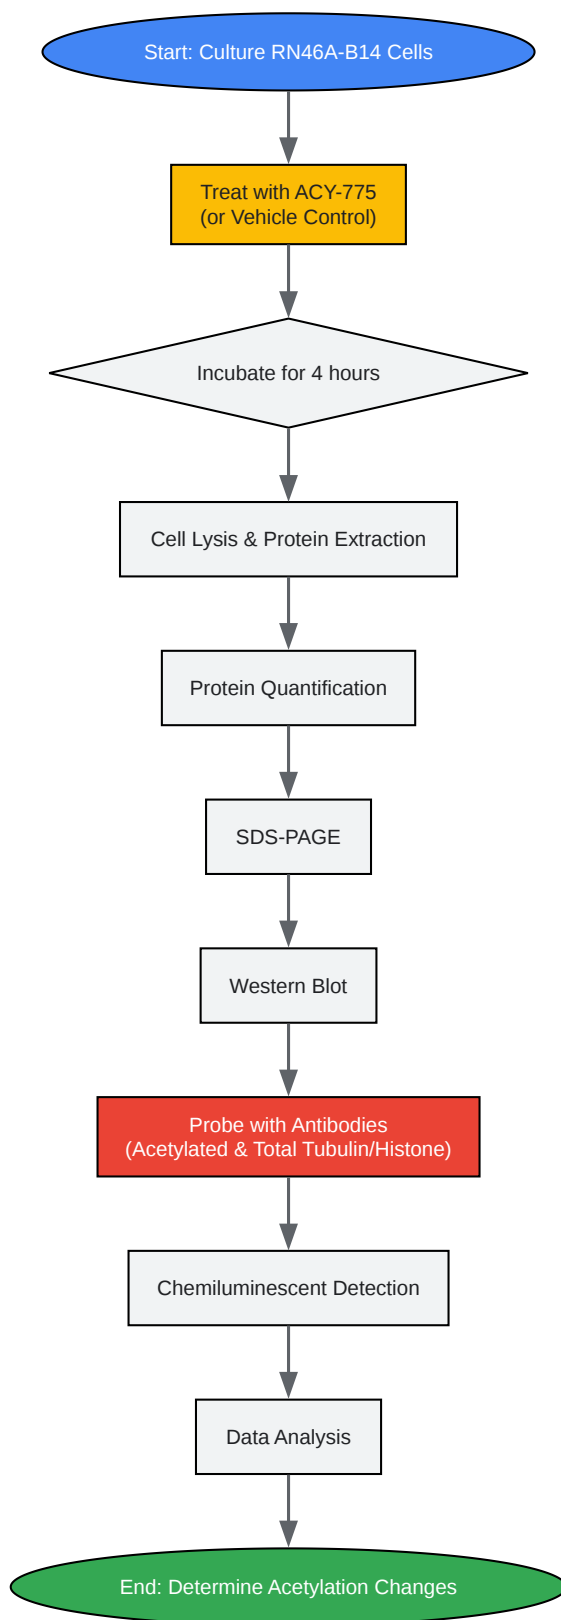 Start: Culture RN46A-B14 Cells
Treat with ACY-775
(or Vehicle Control)
Incubate for 4 hours
Cell Lysis & Protein Extraction
Protein Quantification
SDS-PAGE
Western Blot
Probe with Antibodies
(Acetylated & Total Tubulin/Histone)
Chemiluminescent Detection
Data Analysis
End: Determine Acetylation Changes